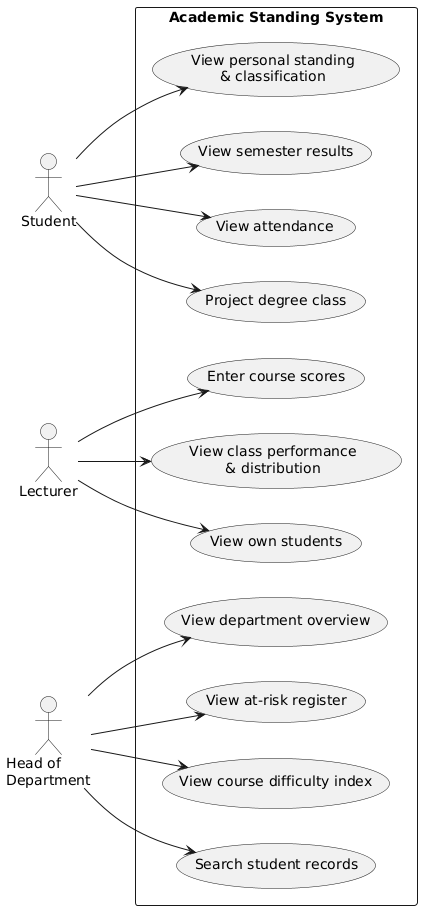 Academic Standing System
View personal standing
& classification
View semester results
Student
View attendance
Project degree class
Enter course scores
View class performance
& distribution
Lecturer
View own students
View department overview
View at-risk register
Head of
Department
View course difficulty index
Search student records